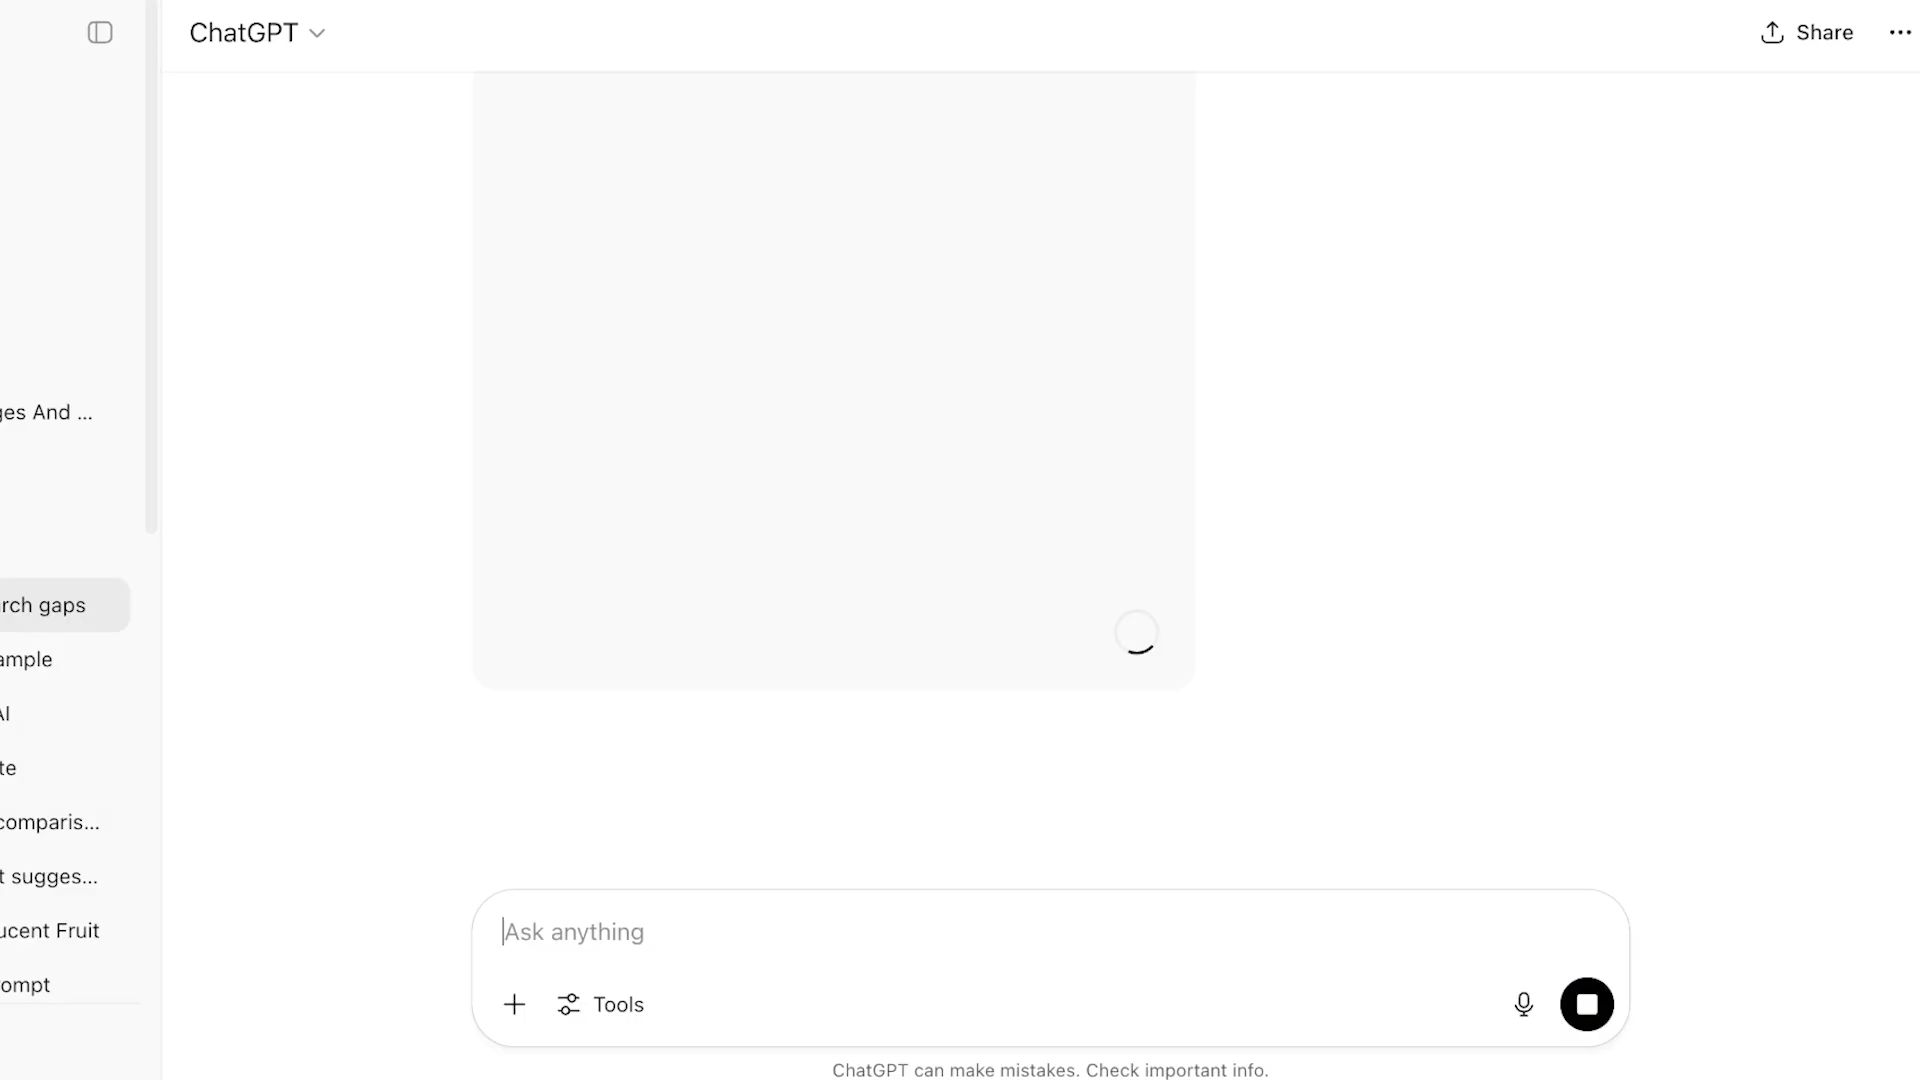 ChatGPT
Share
ges And ...
rch gaps
ample
AI
te
comparis...
t sugges...
ucent Fruit
ompt
Ask anything
Tools
ChatGPT can make mistakes. Check important info.